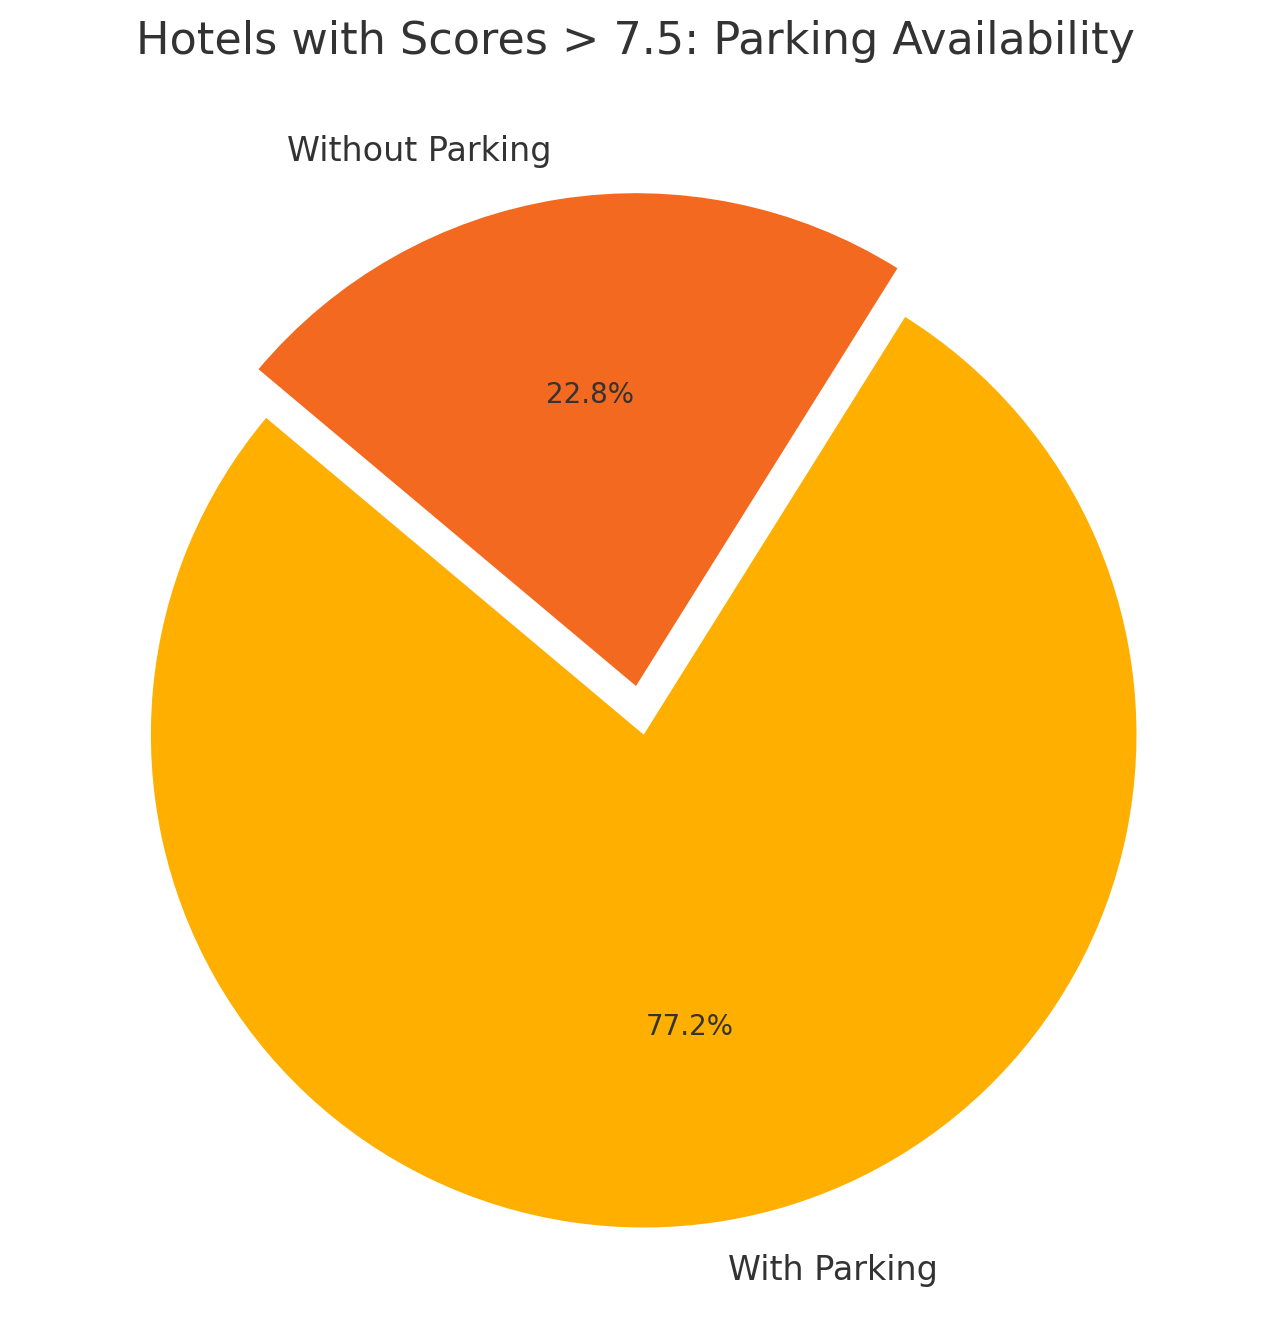 Hotels with Scores > 7.5: Parking Availability
Without Parking
22.8%
77.2%
With Parking